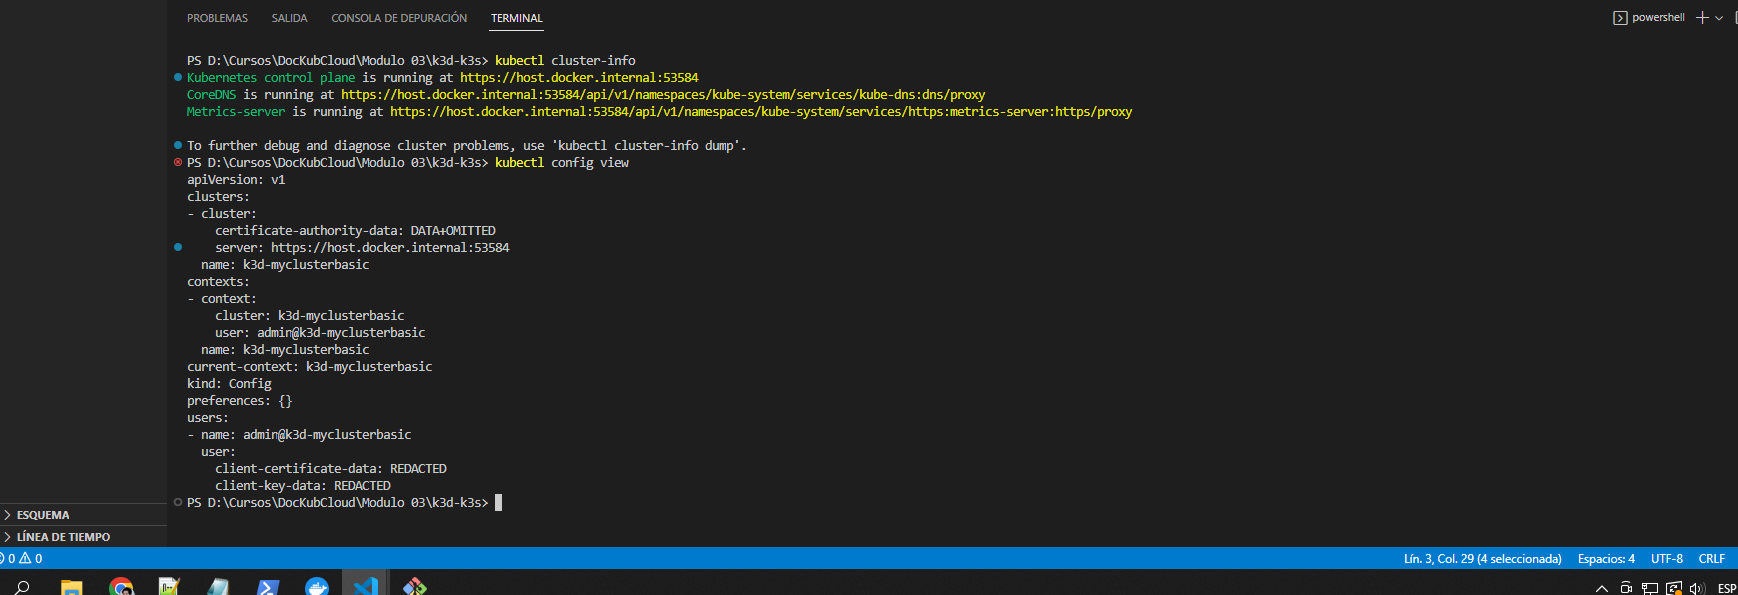 PROBLEMAS SALIDA CONSOLA DE DEPURACIÓN TERMINAL powershell
PS D:\Cursos\DocKubCloud\Modulo 03\k3d-k3s> kubectl cluster-info
Kubernetes control plane is running at https://host.docker.internal:53584
CoreDNS is running at https://host.docker.internal:53584/api/v1/namespaces/kube-system/services/kube-dns:dns/proxy
Metrics-server is running at https://host.docker.internal:53584/api/v1/namespaces/kube-system/services/https:metrics-server:https/proxy
To further debug and diagnose cluster problems, use 'kubectl cluster-info dump'.
PS D:\Cursos\DocKubCloud\Modulo 03\k3d-k3s> kubectl config view
apiVersion: v1
clusters:
- cluster:
    certificate-authority-data: DATA+OMITTED
    server: https://host.docker.internal:53584
  name: k3d-myclusterbasic
contexts:
- context:
    cluster: k3d-myclusterbasic
    user: admin@k3d-myclusterbasic
  name: k3d-myclusterbasic
current-context: k3d-myclusterbasic
kind: Config
preferences: {}
users:
- name: admin@k3d-myclusterbasic
  user:
    client-certificate-data: REDACTED
    client-key-data: REDACTED
PS D:\Cursos\DocKubCloud\Modulo 03\k3d-k3s>
ESQUEMA
LÍNEA DE TIEMPO
0 0 Lín. 3, Col. 29 (4 seleccionada) Espacios: 4 UTF-8 CRLF
ESP